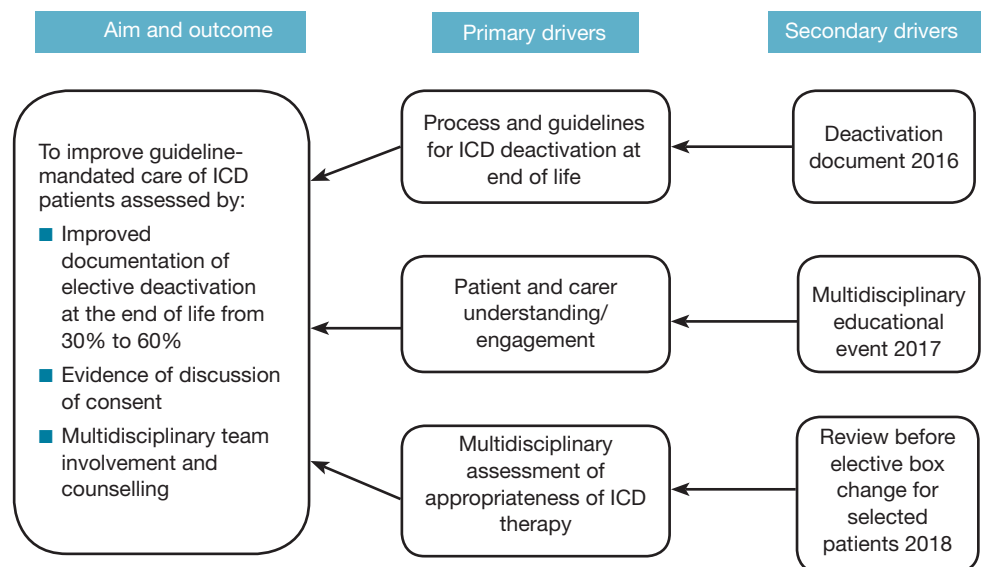 Aim and outcome
Primary drivers
Secondary drivers
To improve guideline-
mandated care of ICD
patients assessed by:
■ Improved
documentation of
elective deactivation
at the end of life from
30% to 60%
■ Evidence of discussion
of consent
■ Multidisciplinary team
involvement and
counselling
Process and guidelines
for ICD deactivation at
end of life
Patient and carer
understanding/
engagement
Multidisciplinary
assessment of
appropriateness of ICD
therapy
Deactivation
document 2016
Multidisciplinary
educational
event 2017
Review before
elective box
change for
selected
patients 2018